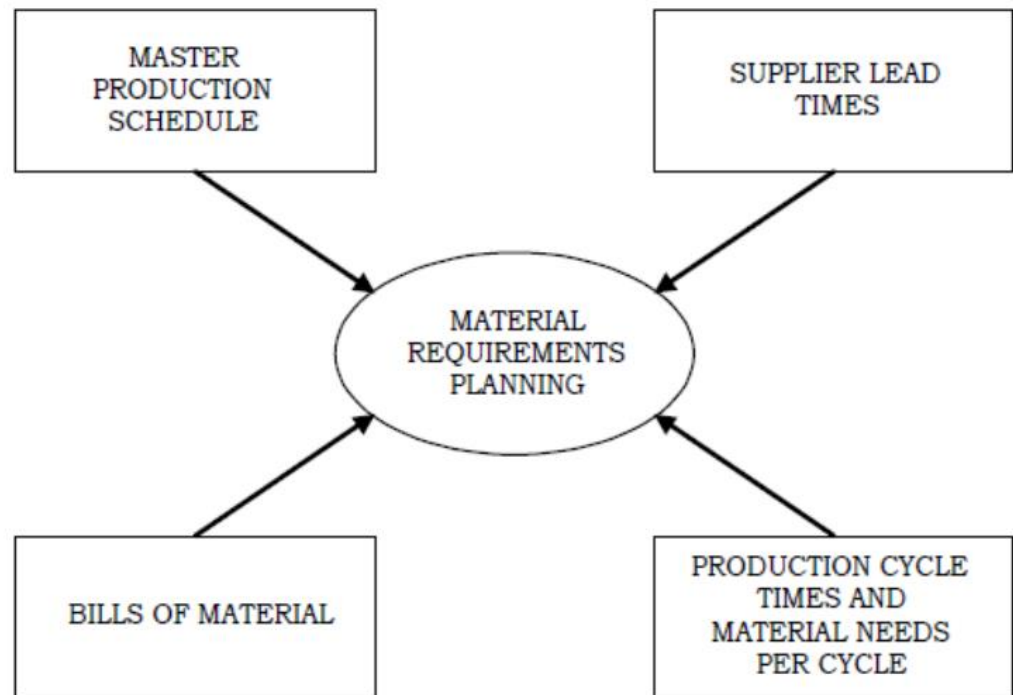 MASTER
PRODUCTION
SCHEDULE
SUPPLIER LEAD
TIMES
MATERIAL
REQUIREMENTS
PLANNING
BILLS OF MATERIAL
PRODUCTION CYCLE
TIMES AND
MATERIAL NEEDS
PER CYCLE